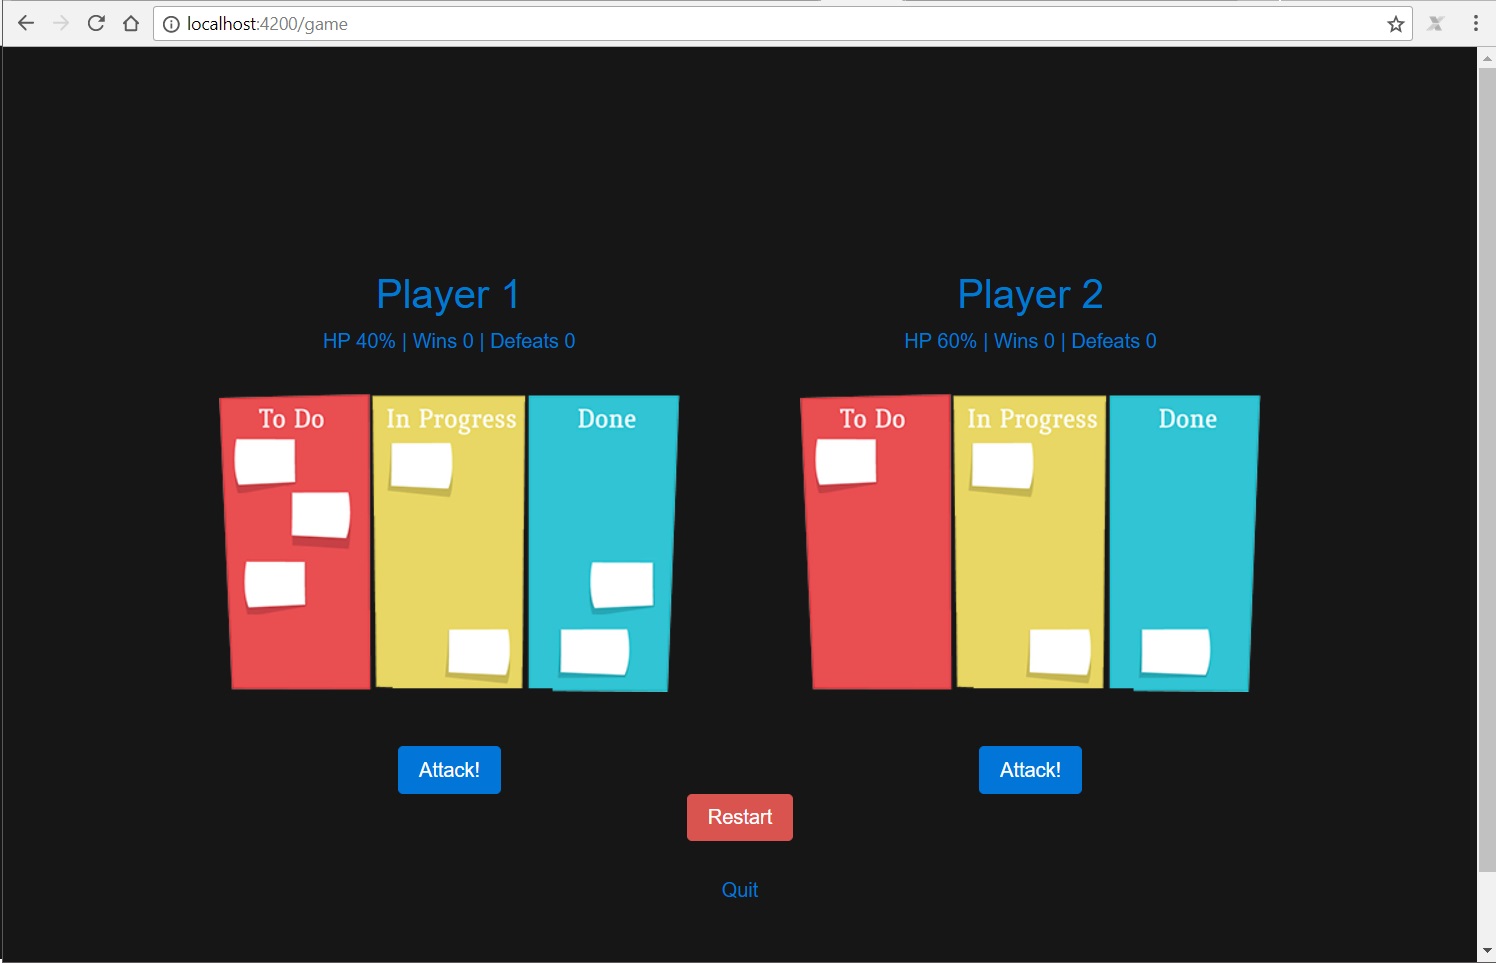 localhost:4200/game
Player 1
HP 40% | Wins 0 | Defeats 0
To Do
In Progress
Done
Attack!
Player 2
HP 60% | Wins 0 | Defeats 0
To Do
In Progress
Done
Attack!
Restart
Quit